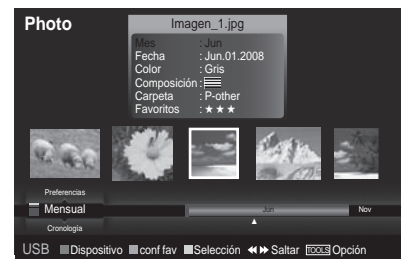 Photo
Imagen_1.jpg
Mes : Jun
Fecha : Jun.01.2008
Color : Gris
Composición :
Carpeta : P-other
Favoritos : ★ ★ ★
Preferencias
Mensual
Jun
Nov
Cronología
USB Dispositivo conf fav Selección ◄◄ ►► Saltar TOOLS Opción